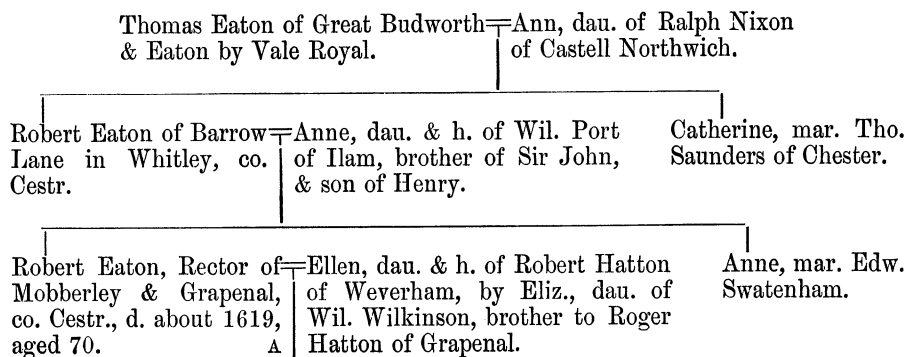 Thomas Eaton of Great Budworth=Ann, dau. of Ralph Nixon
& Eaton by Vale Royal. of Castell Northwich.
Robert Eaton of Barrow=Anne, dau. & h. of Wil. Port Catherine, mar. Tho.
Lane in Whitley, co. of Ilam, brother of Sir John, Saunders of Chester.
Cestr. & son of Henry.
Robert Eaton, Rector of=Ellen, dau. & h. of Robert Hatton Anne, mar. Edw.
Mobberley & Grapenal, of Weverham, by Eliz., dau. of Swatenham.
co. Cestr., d. about 1619, Wil. Wilkinson, brother to Roger
aged 70. A Hatton of Grapenal.